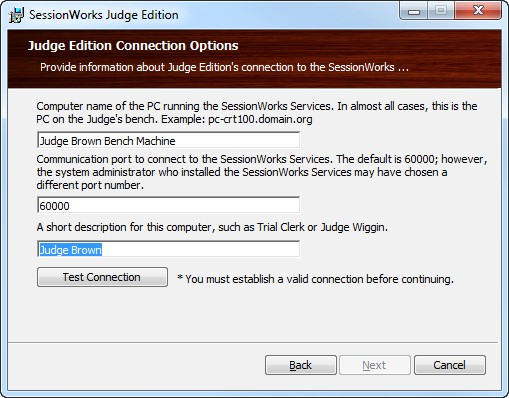 SessionWorks Judge Edition
Judge Edition Connection Options
Provide information about Judge Edition's connection to the SessionWorks ...
Computer name of the PC running the SessionWorks Services. In almost all cases, this is the
PC on the Judge's bench. Example: pc-crt100.domain.org
Judge Brown Bench Machine
Communication port to connect to the SessionWorks Services. The default is 60000; however,
the system administrator who installed the SessionWorks Services may have chosen a
different port number.
60000
A short description for this computer, such as Trial Clerk or Judge Wiggin.
Judge Brown
Test Connection
* You must establish a valid connection before continuing.
Back
Next
Cancel